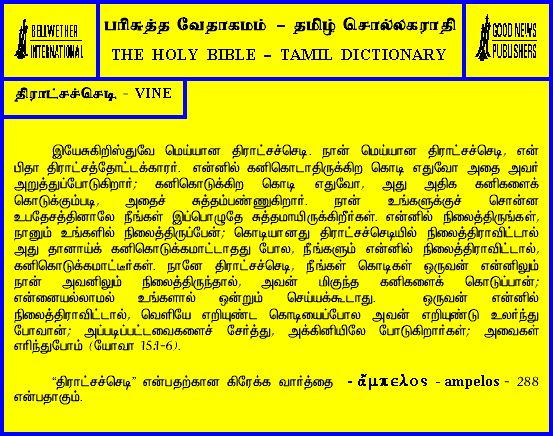 BELLWETHER
INTERNATIONAL
பரிசுத்த வேதாகமம் – தமிழ் சொல்லகராதி
THE HOLY BIBLE – TAMIL DICTIONARY
GOOD NEWS
PUBLISHERS
திராட்சச்செடி - VINE
இயேசுகிறிஸ்துவே மெய்யான திராட்சச்செடி. நான் மெய்யான திராட்சச்செடி, என்
பிதா திராட்சத்தோட்டக்காரர். என்னில் கனிகொடாதிருக்கிற கொடி எதுவோ அதை அவர்
அறுத்துப்போடுகிறார்; கனிகொடுக்கிற கொடி எதுவோ, அது அதிக கனிகளைக்
கொடுக்கும்படி, அதைச் சுத்தம்பண்ணுகிறார். நான் உங்களுக்குச் சொன்ன
உபதேசத்தினாலே நீங்கள் இப்பொழுதே சுத்தமாயிருக்கிறீர்கள். என்னில் நிலைத்திருங்கள்,
நானும் உங்களில் நிலைத்திருப்பேன்; கொடியானது திராட்சச்செடியில் நிலைத்திராவிட்டால்
அது தானாய்க் கனிகொடுக்கமாட்டாதது போல, நீங்களும் என்னில் நிலைத்திராவிட்டால்,
கனிகொடுக்கமாட்டீர்கள். நானே திராட்சச்செடி, நீங்கள் கொடிகள் ஒருவன் என்னிலும்
நான் அவனிலும் நிலைத்திருந்தால், அவன் மிகுந்த கனிகளைக் கொடுப்பான்;
என்னையல்லாமல் உங்களால் ஒன்றும் செய்யக்கூடாது. ஒருவன் என்னில்
நிலைத்திராவிட்டால், வெளியே எறியுண்ட கொடியைப்போல அவன் எறியுண்டு உலர்ந்து
போவான்; அப்படிப்பட்டவைகளைச் சேர்த்து, அக்கினியிலே போடுகிறார்கள்; அவைகள்
எரிந்துபோம் (யோவா 15:1-6).
“திராட்சச்செடி” என்பதற்கான கிரேக்க வார்த்தை - ἄμπελος - ampelos - 288
என்பதாகும்.